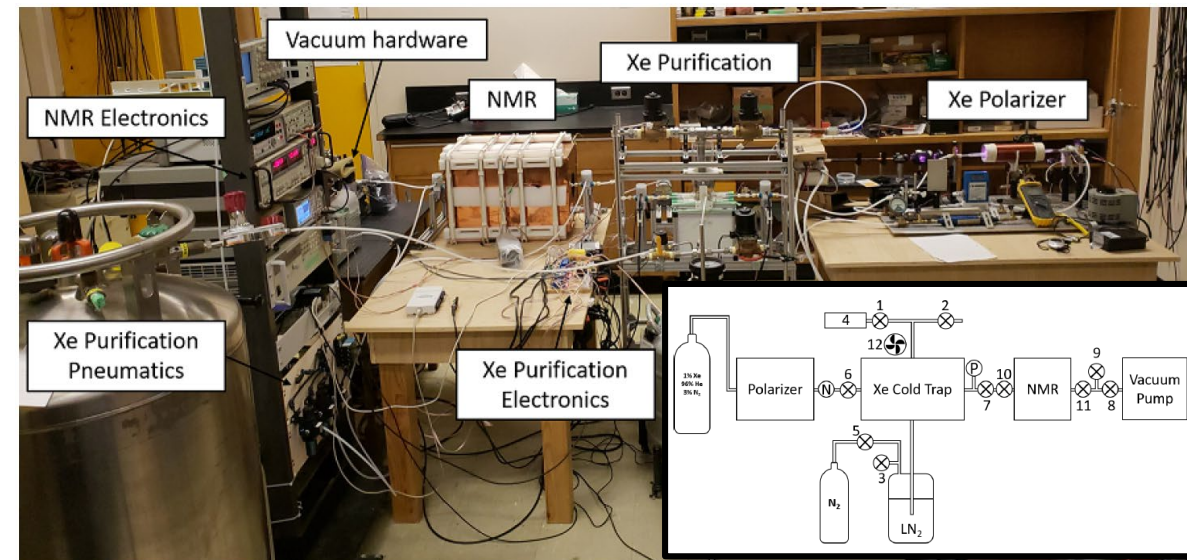 Vacuum hardware
Xe Purification
NMR
Xe Polarizer
NMR Electronics
Xe Purification
Pneumatics
Xe Purification
Electronics
1
2
4
12
9
1% Xe
96% He
3% N₂
Polarizer
N
6
Xe Cold Trap
P
10
7
NMR
11
8
Vacuum
Pump
5
3
N₂
LN₂